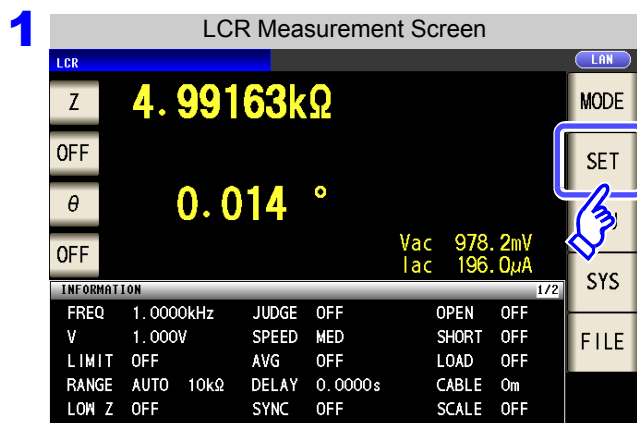 1
LCR Measurement Screen
LCR
LAN
Z 4.99163kΩ
MODE
OFF
SET
θ 0.014 °
OFF
Vac 978.2mV
Iac 196.0μA
SYS
INFORMATION 1/2
FREQ 1.0000kHz JUDGE OFF OPEN OFF
V 1.000V SPEED MED SHORT OFF
FILE
LIMIT OFF AVG OFF LOAD OFF
RANGE AUTO 10kΩ DELAY 0.0000s CABLE 0m
LOW Z OFF SYNC OFF SCALE OFF